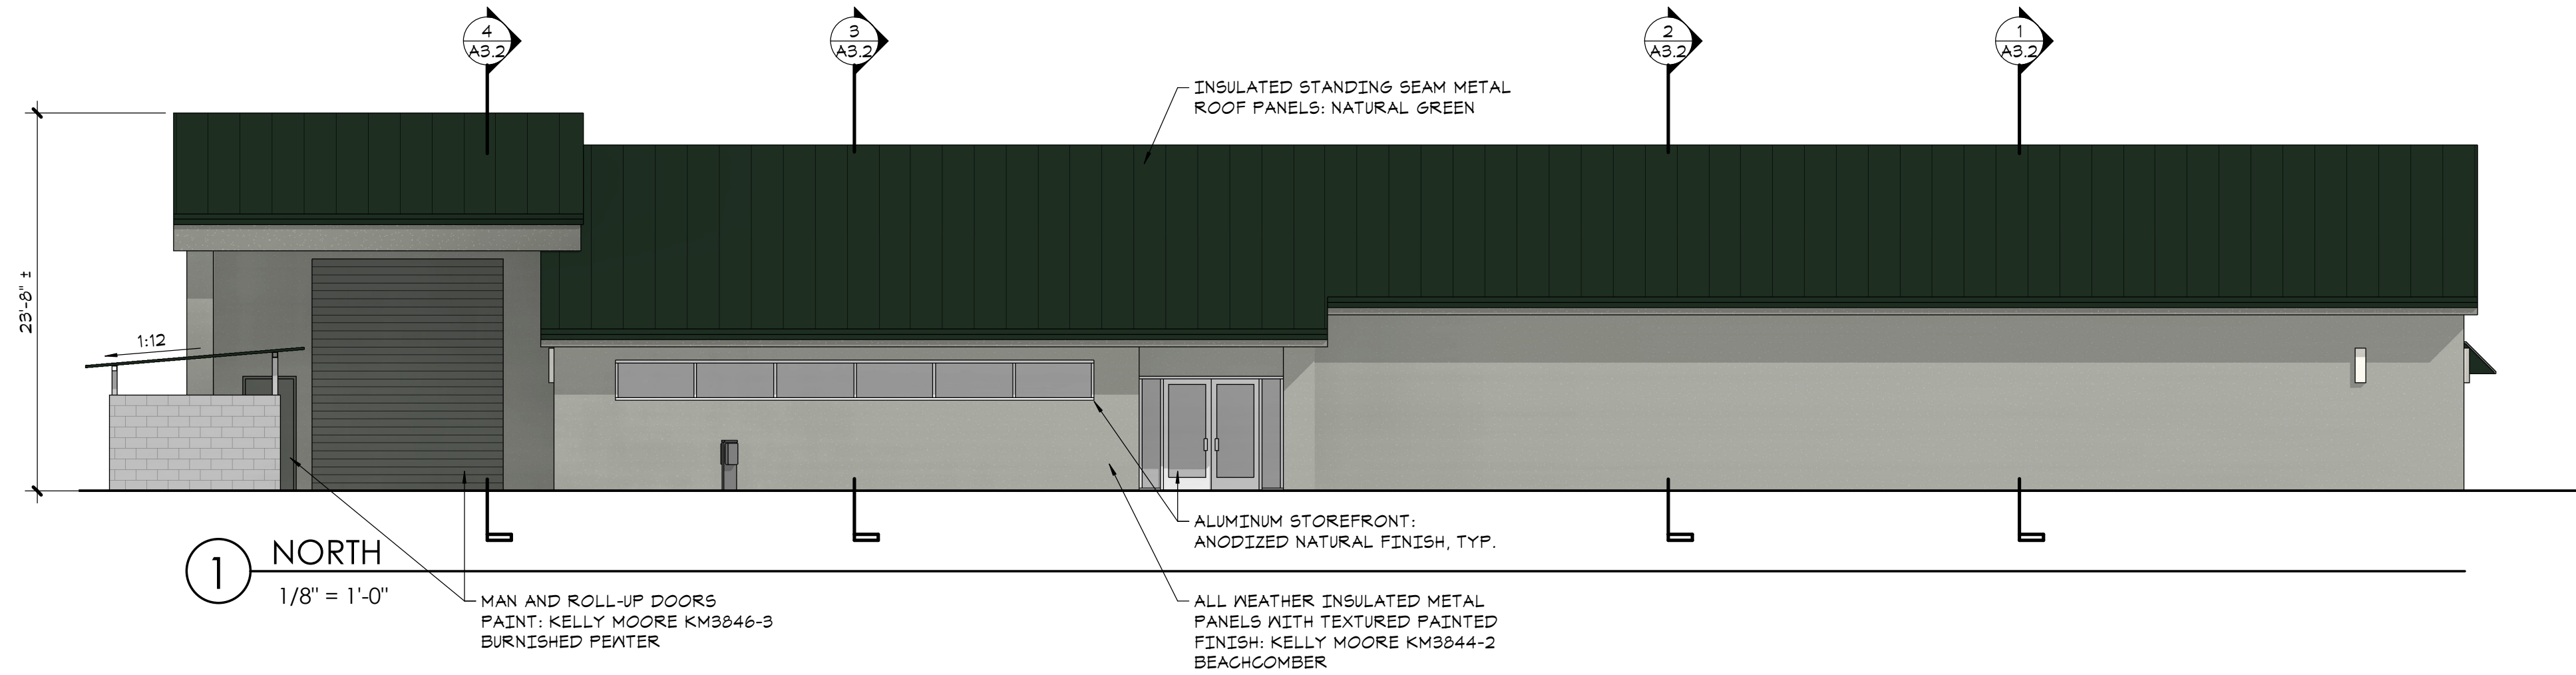 4
A3.2
3
A3.2
2
A3.2
1
A3.2
INSULATED STANDING SEAM METAL
ROOF PANELS: NATURAL GREEN
23'-8" ±
1:12
ALUMINUM STOREFRONT:
ANODIZED NATURAL FINISH, TYP.
1
NORTH
1/8" = 1'-0"
MAN AND ROLL-UP DOORS
PAINT: KELLY MOORE KM3846-3
BURNISHED PEWTER
ALL WEATHER INSULATED METAL
PANELS WITH TEXTURED PAINTED
FINISH: KELLY MOORE KM3844-2
BEACHCOMBER